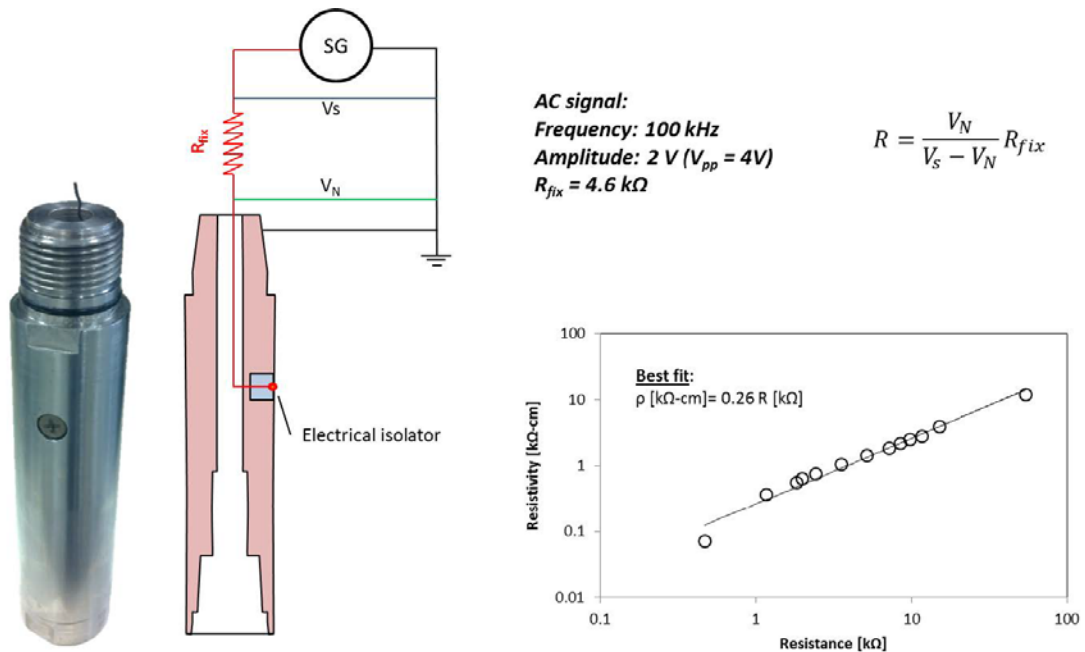 SG
Vs
R_fix
V_N
Electrical isolator
AC signal:
Frequency: 100 kHz
Amplitude: 2 V (V_pp = 4V)
R_fix = 4.6 kΩ
R = V_N / (V_s − V_N) R_fix
100
10
1
0.1
0.01
Resistivity [kΩ-cm]
Best fit:
ρ [kΩ-cm]= 0.26 R [kΩ]
0.1
1
10
100
Resistance [kΩ]